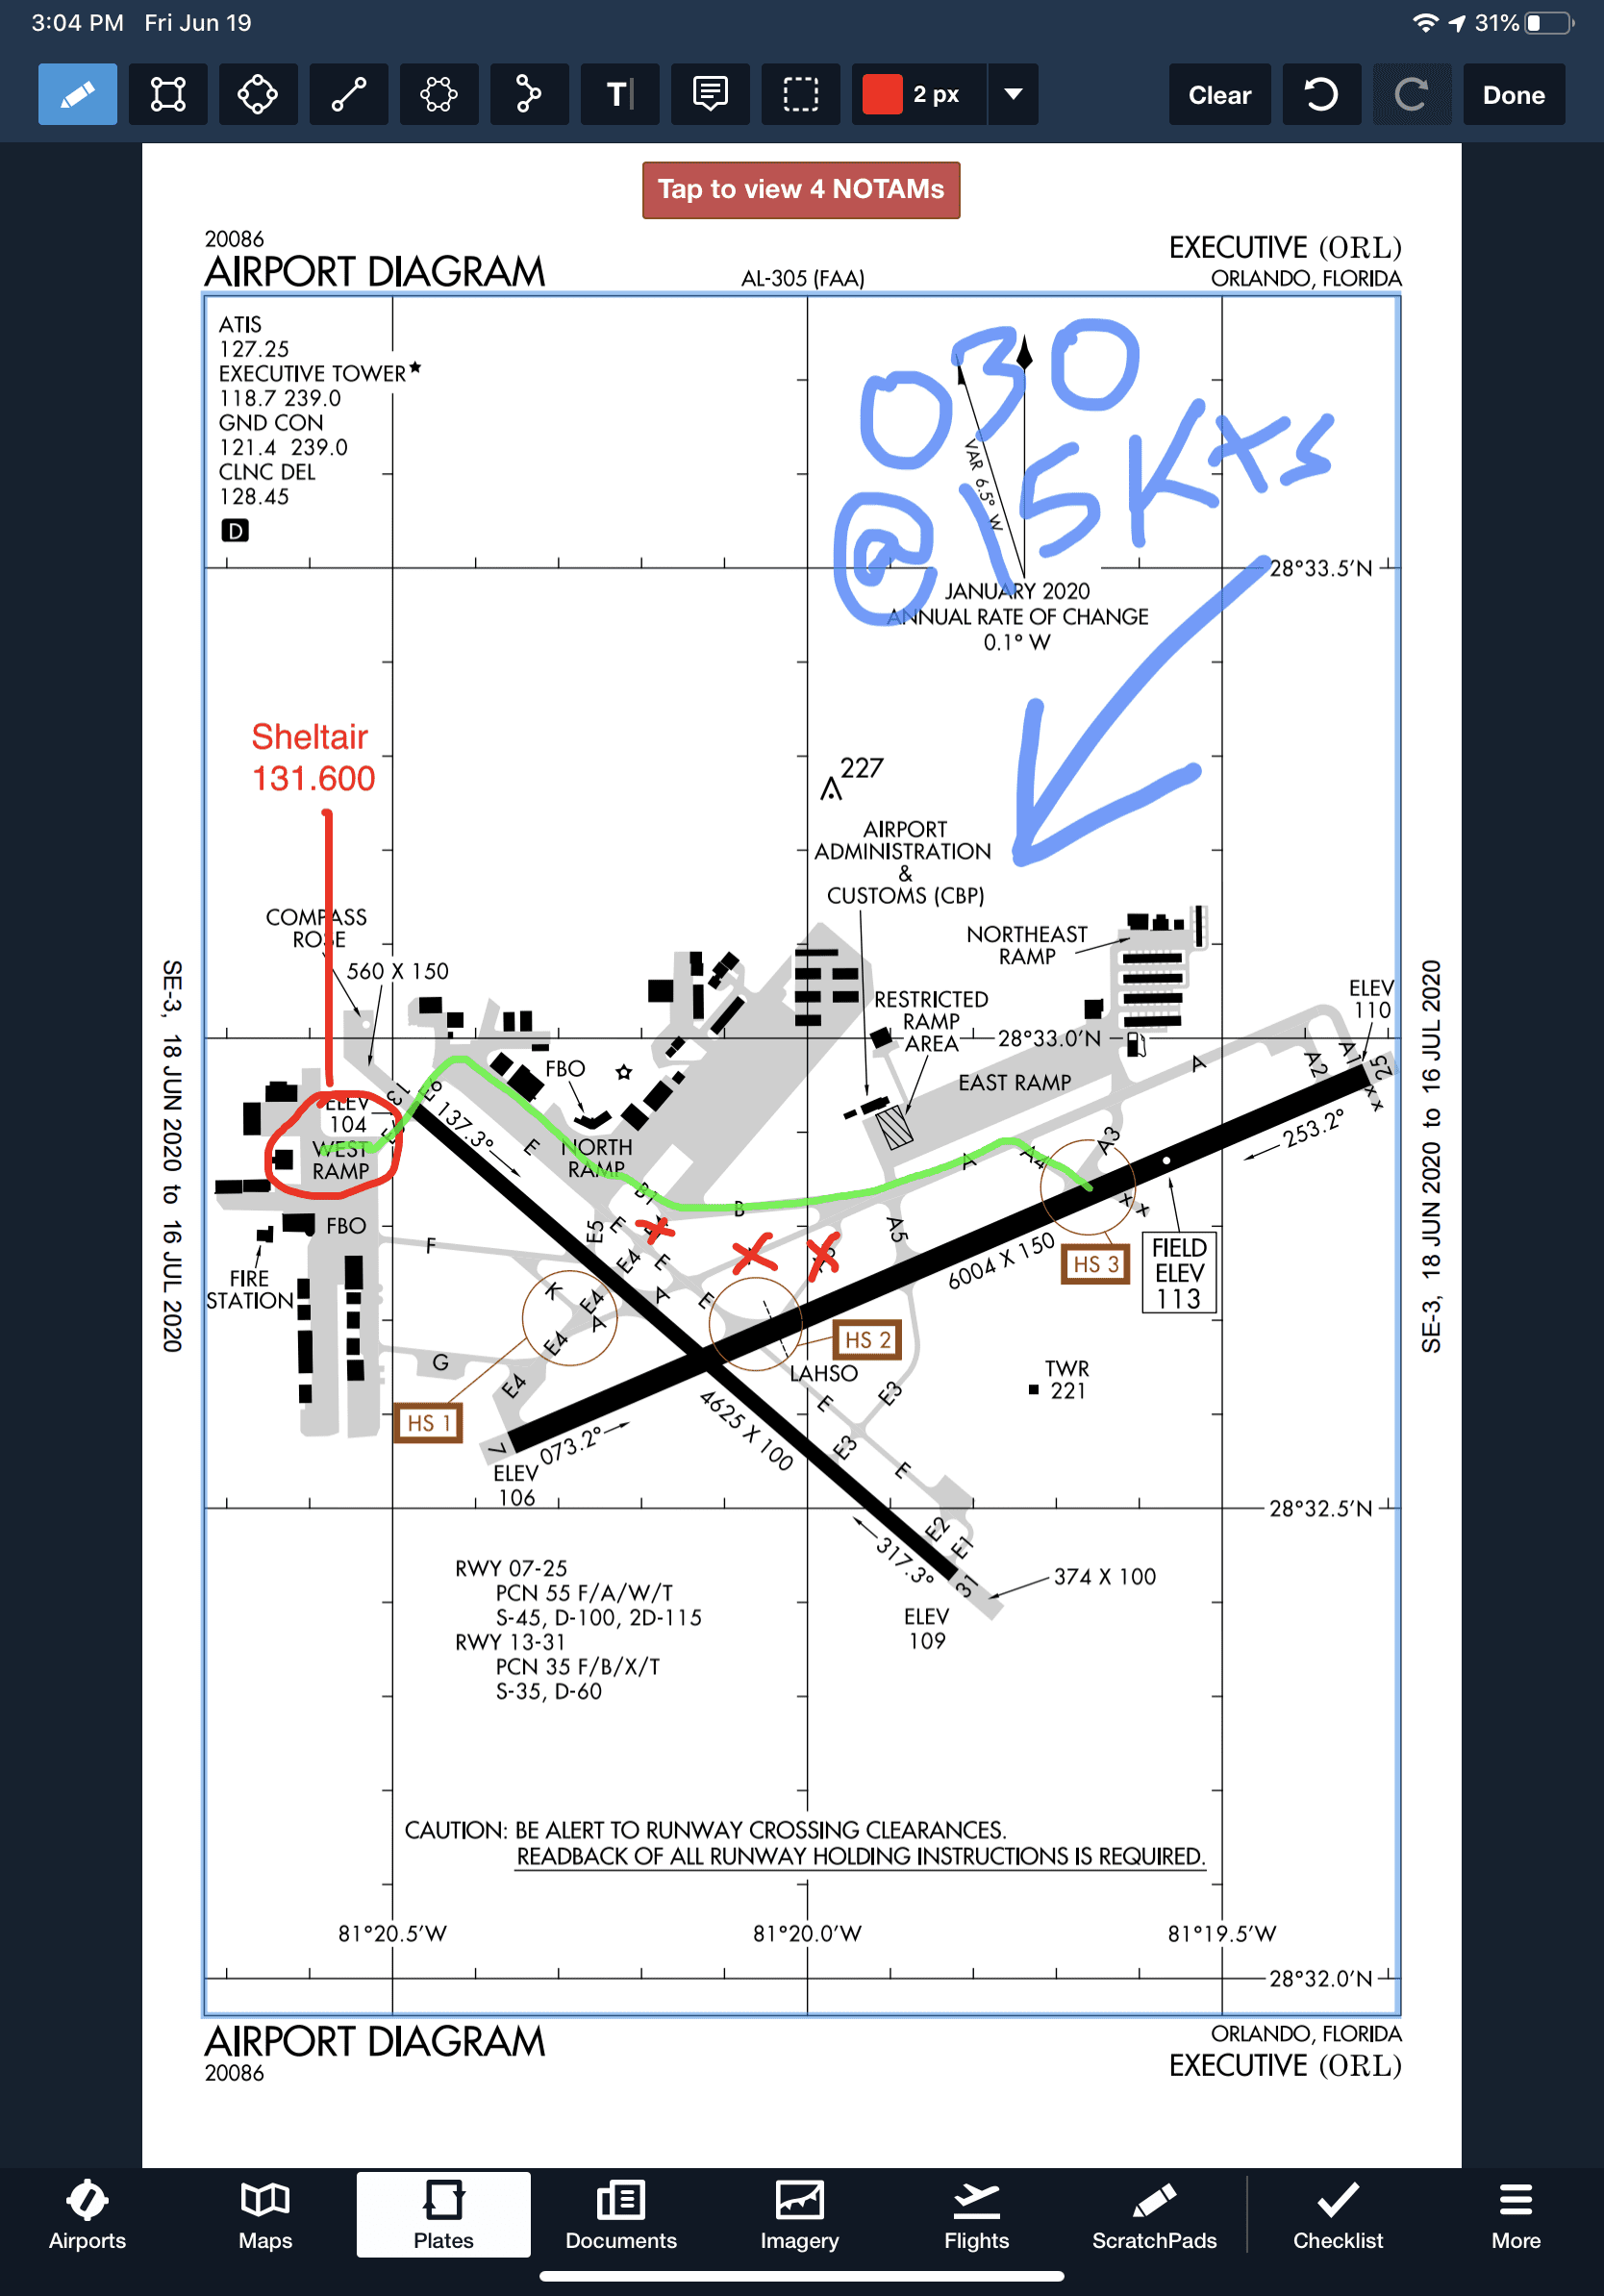 3:04 PM Fri Jun 19
31%
T
2 px
Clear
Done
Tap to view 4 NOTAMs
20086
AIRPORT DIAGRAM
AL-305 (FAA)
EXECUTIVE (ORL)
ORLANDO, FLORIDA
ATIS
127.25
EXECUTIVE TOWER
118.7 239.0
GND CON
121.4 239.0
CLNC DEL
128.45
D
030
@ 15 KTS
VAR 6.5° W
JANUARY 2020
ANNUAL RATE OF CHANGE
0.1° W
28°33.5'N
Sheltair
131.600
227
AIRPORT
ADMINISTRATION
&
CUSTOMS (CBP)
COMPASS
ROSE
560 X 150
NORTHEAST
RAMP
RESTRICTED
RAMP
AREA
28°33.0'N
ELEV
110
A
A2
A1
25
FBO
EAST RAMP
ELEV
104
WEST
RAMP
13
E6
137.3°
E
NORTH
RAMP
253.2°
A3
A4
A
B1
B
E5
F
A5
FBO
F
E4
E
6004 X 150
HS 3
FIELD
ELEV
113
FIRE
STATION
K
E4
A
A
E
HS 2
LAHSO
G
E4
E4
TWR
221
E
E3
HS 1
7
073.2°
4625 X 100
E3
E
ELEV
106
28°32.5'N
E2
E1
317.3°
31
374 X 100
ELEV
109
RWY 07-25
PCN 55 F/A/W/T
S-45, D-100, 2D-115
RWY 13-31
PCN 35 F/B/X/T
S-35, D-60
CAUTION: BE ALERT TO RUNWAY CROSSING CLEARANCES.
READBACK OF ALL RUNWAY HOLDING INSTRUCTIONS IS REQUIRED.
81°20.5'W
81°20.0'W
81°19.5'W
28°32.0'N
SE-3, 18 JUN 2020 to 16 JUL 2020
SE-3, 18 JUN 2020 to 16 JUL 2020
AIRPORT DIAGRAM
20086
ORLANDO, FLORIDA
EXECUTIVE (ORL)
Airports
Maps
Plates
Documents
Imagery
Flights
ScratchPads
Checklist
More